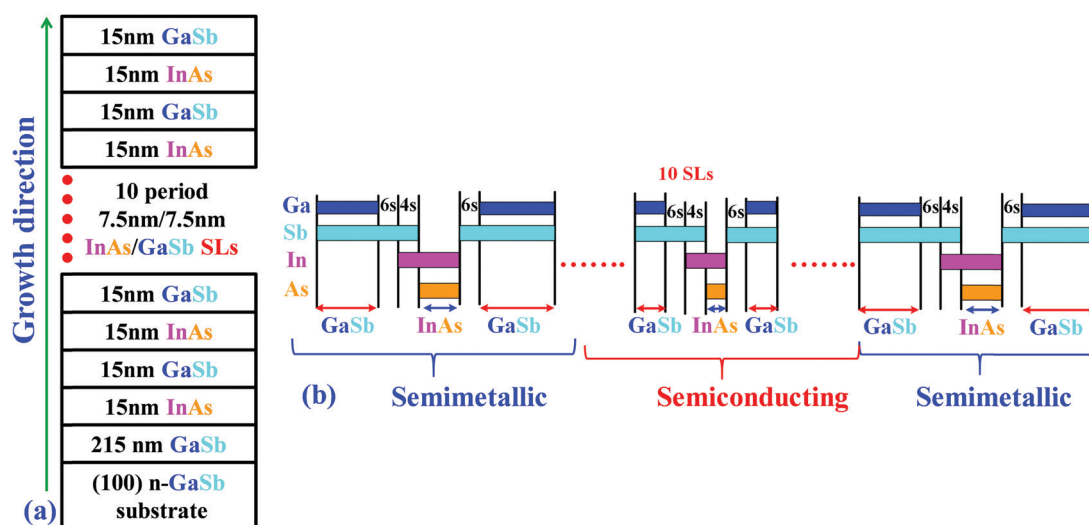 Growth direction
15nm GaSb
15nm InAs
15nm GaSb
15nm InAs
10 period
7.5nm/7.5nm
InAs/GaSb SLs
15nm GaSb
15nm InAs
15nm GaSb
15nm InAs
215 nm GaSb
(100) n-GaSb
substrate
(a)
10 SLs
Ga 6s 4s 6s 6s 4s 6s 6s 4s 6s
Sb
In
As
GaSb InAs GaSb GaSb InAs GaSb GaSb InAs GaSb
(b) Semimetallic Semiconducting Semimetallic